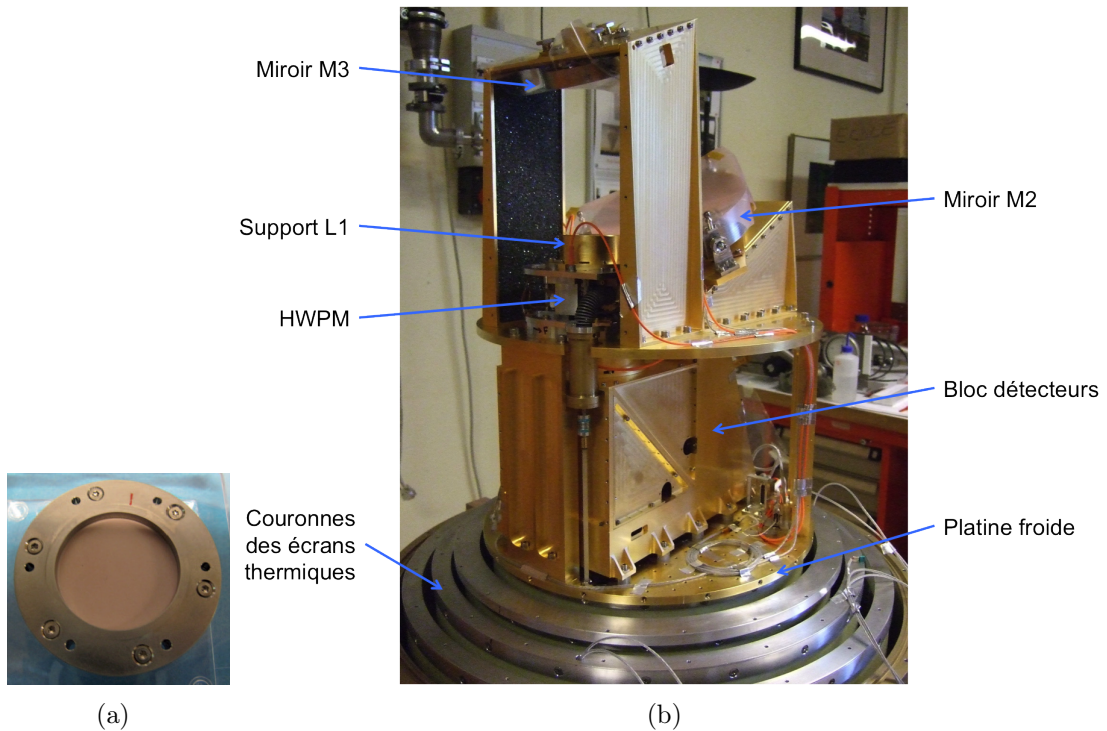 Miroir M3
Support L1
HWPM
Couronnes
des écrans
thermiques
Miroir M2
Bloc détecteurs
Platine froide
(a)
(b)